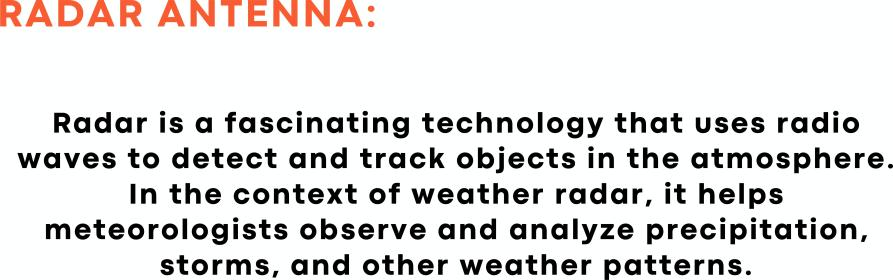 RADAR ANTENNA:
Radar is a fascinating technology that uses radio
waves to detect and track objects in the atmosphere.
In the context of weather radar, it helps
meteorologists observe and analyze precipitation,
storms, and other weather patterns.